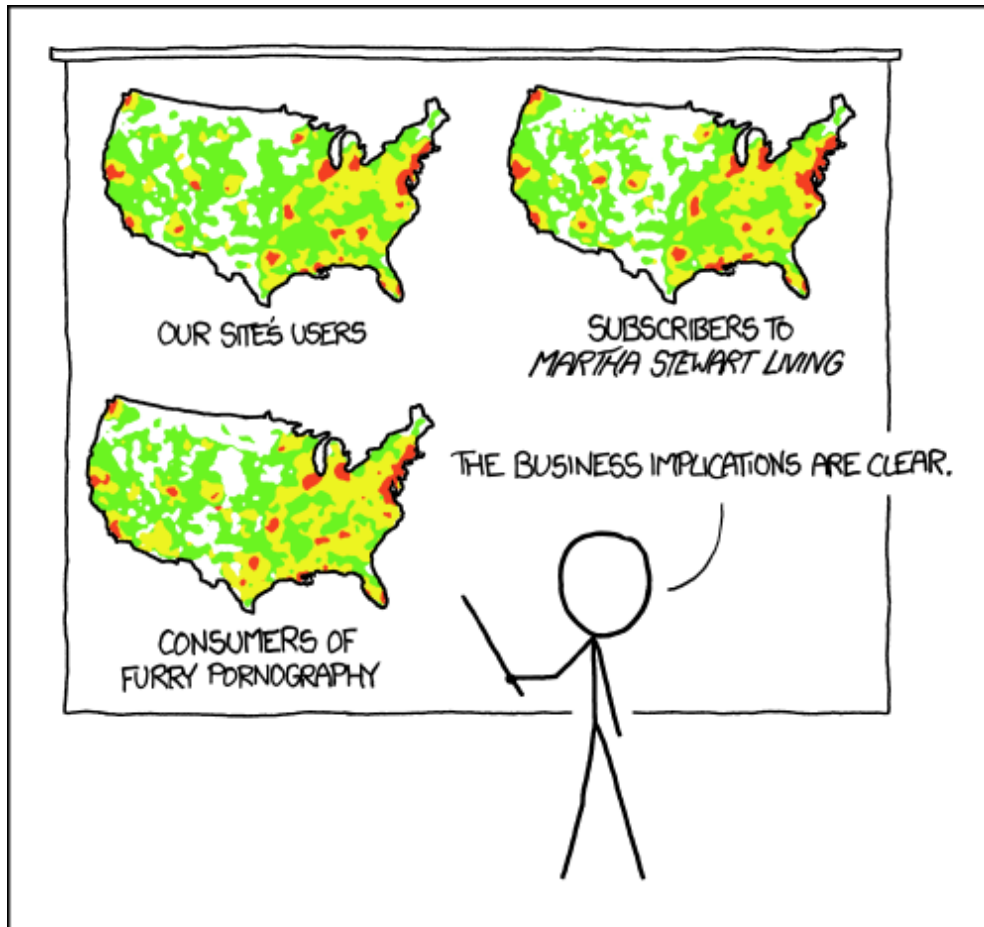 OUR SITE'S USERS
SUBSCRIBERS TO
MARTHA STEWART LIVING
CONSUMERS OF
FURRY PORNOGRAPHY
THE BUSINESS IMPLICATIONS ARE CLEAR.